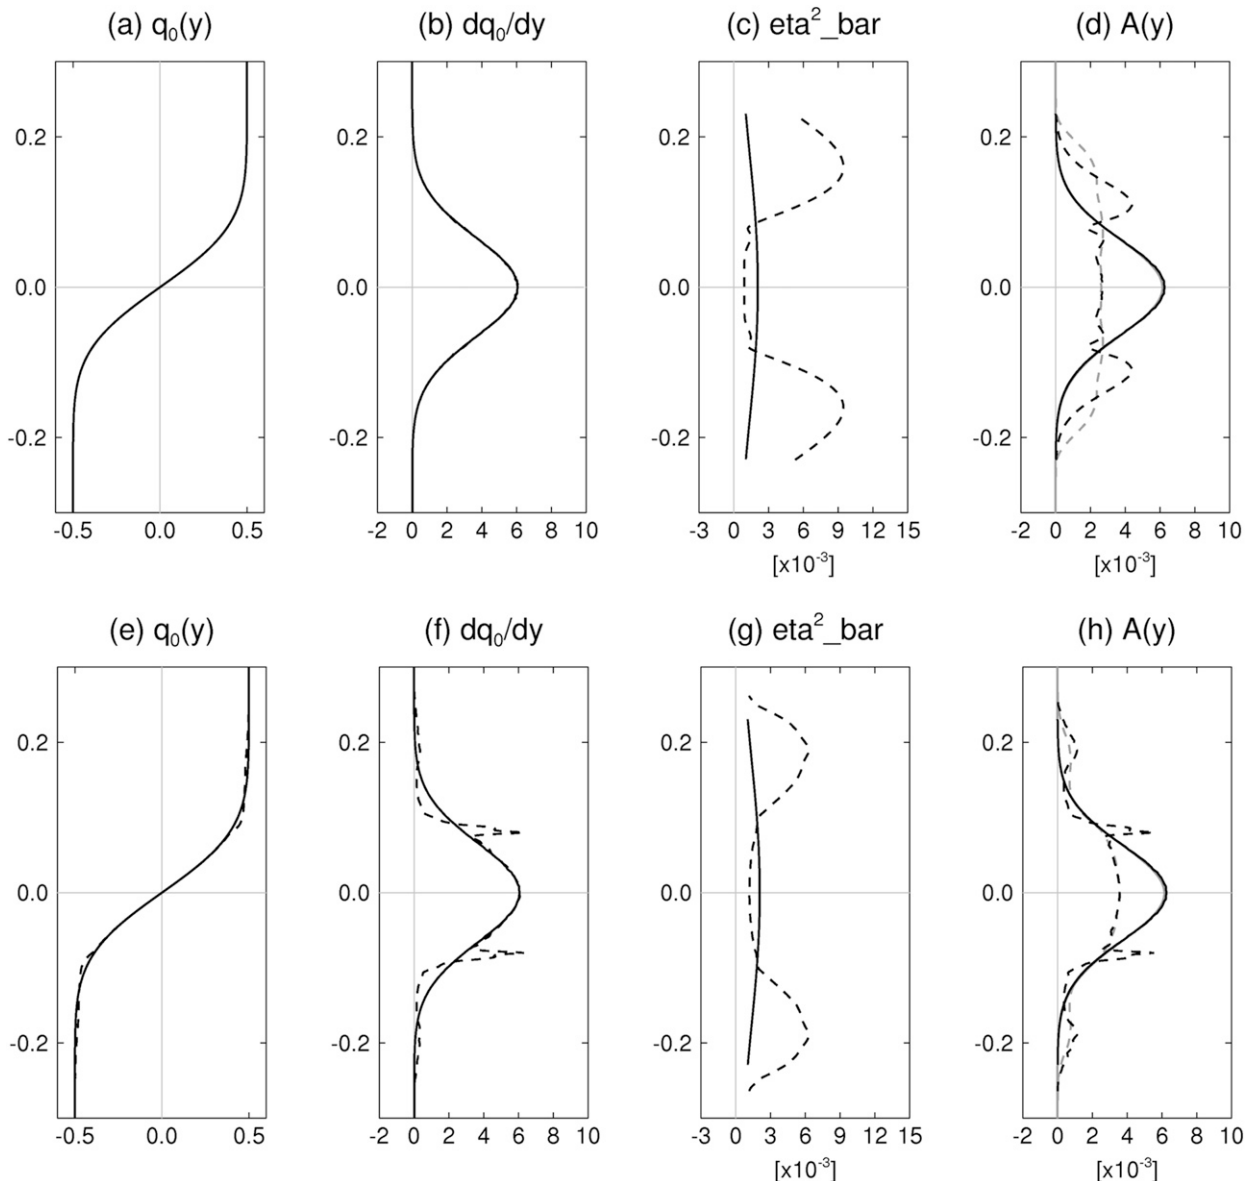 (a) q₀(y) (b) dq₀/dy (c) eta²_bar (d) A(y)
0.2 0.2 0.2 0.2
0.0 0.0 0.0 0.0
-0.2 -0.2 -0.2 -0.2
-0.5 0.0 0.5 -2 0 2 4 6 8 10 -3 0 3 6 9 12 15 -2 0 2 4 6 8 10
[x10⁻³] [x10⁻³]
(e) q₀(y) (f) dq₀/dy (g) eta²_bar (h) A(y)
0.2 0.2 0.2 0.2
0.0 0.0 0.0 0.0
-0.2 -0.2 -0.2 -0.2
-0.5 0.0 0.5 -2 0 2 4 6 8 10 -3 0 3 6 9 12 15 -2 0 2 4 6 8 10
[x10⁻³] [x10⁻³]